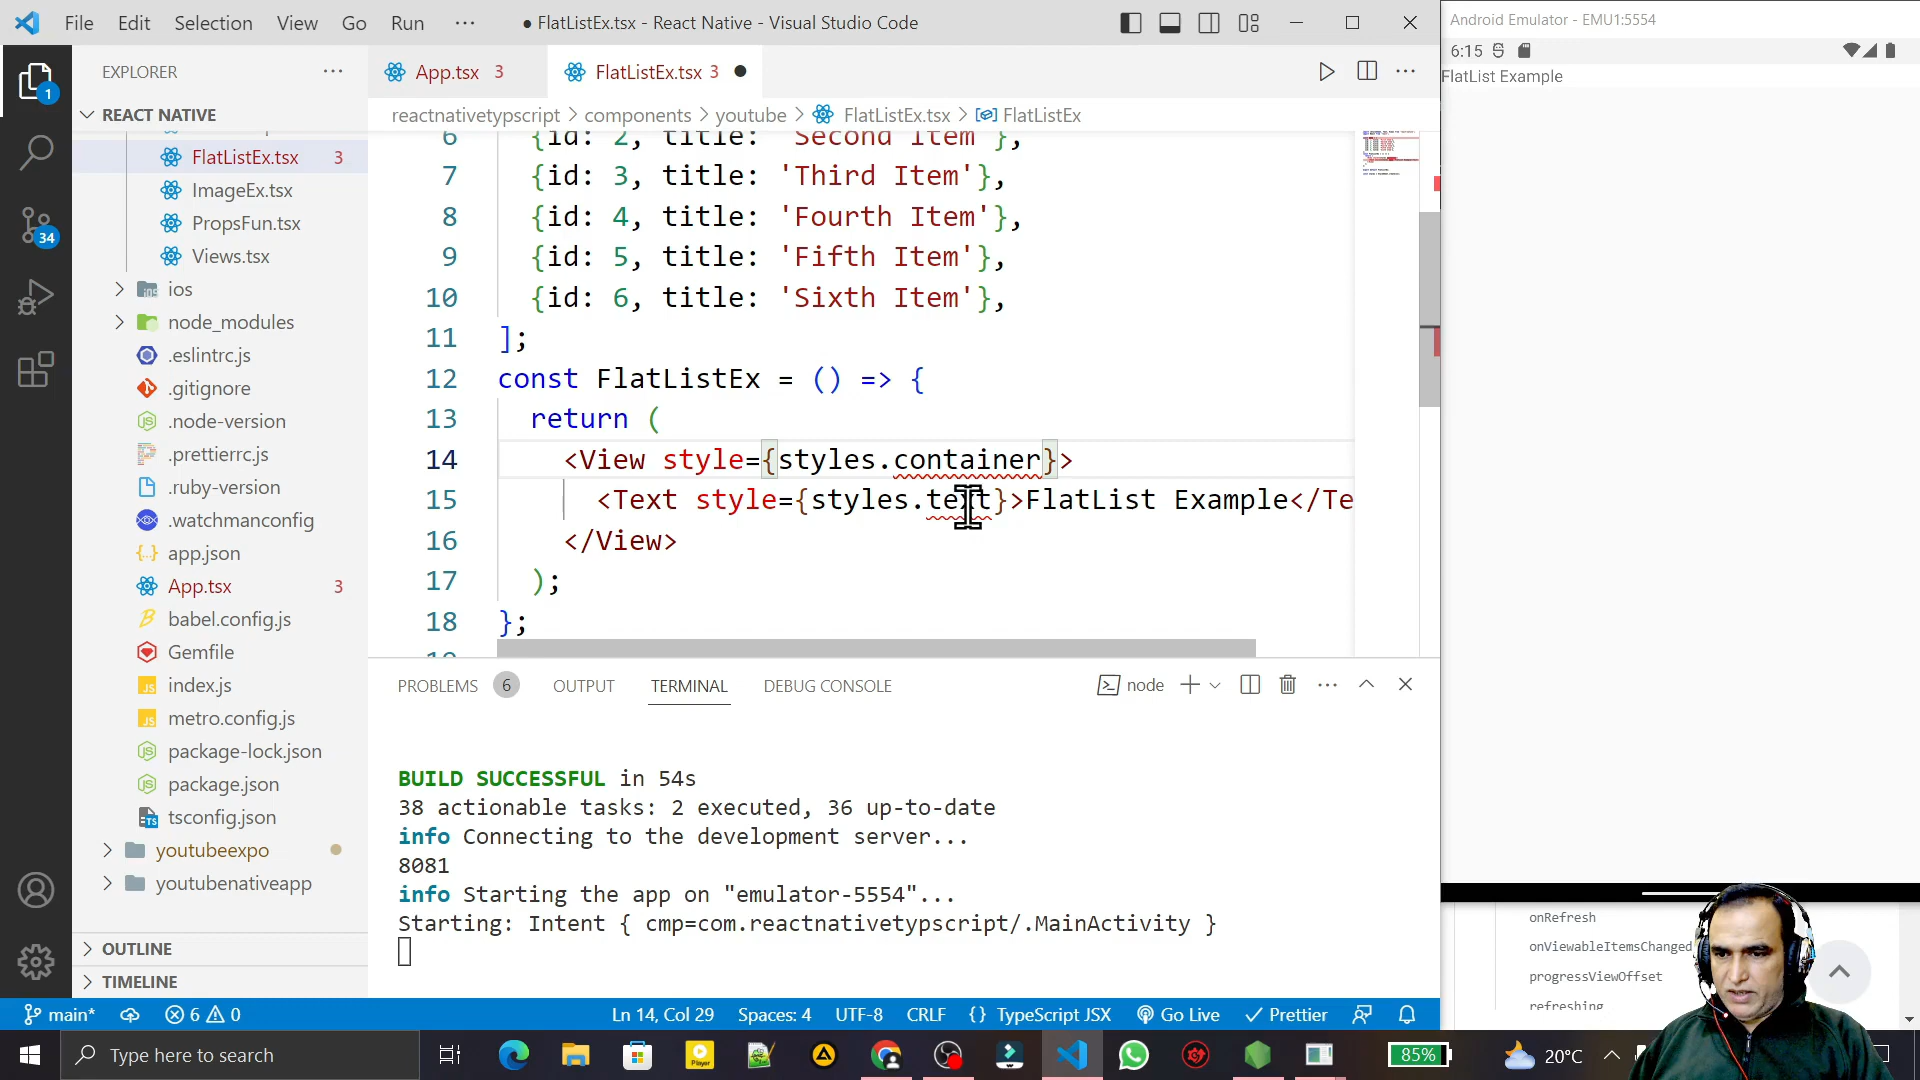 File Edit Selection View Go Run ··· ● FlatListEx.tsx - React Native - Visual Studio Code
Android Emulator - EMU1:5554
6:15
FlatList Example
EXPLORER
REACT NATIVE
FlatListEx.tsx 3
ImageEx.tsx
PropsFun.tsx
Views.tsx
ios
node_modules
.eslintrc.js
.gitignore
.node-version
.prettierrc.js
.ruby-version
.watchmanconfig
app.json
App.tsx 3
babel.config.js
Gemfile
index.js
metro.config.js
package-lock.json
package.json
tsconfig.json
youtubeexpo
youtubenativeapp
OUTLINE
TIMELINE
1
34
App.tsx 3 FlatListEx.tsx 3 ●
reactnativetypscript > components > youtube > FlatListEx.tsx > FlatListEx
6 {id: 2, title: 'Second Item'},
7 {id: 3, title: 'Third Item'},
8 {id: 4, title: 'Fourth Item'},
9 {id: 5, title: 'Fifth Item'},
10 {id: 6, title: 'Sixth Item'},
11 ];
12 const FlatListEx = () => {
13 return (
14 <View style={styles.container}>
15 <Text style={styles.text}>FlatList Example</Te
16 </View>
17 );
18 };
PROBLEMS 6 OUTPUT TERMINAL DEBUG CONSOLE node
BUILD SUCCESSFUL in 54s
38 actionable tasks: 2 executed, 36 up-to-date
info Connecting to the development server...
8081
info Starting the app on "emulator-5554"...
Starting: Intent { cmp=com.reactnativetypscript/.MainActivity }
onRefresh
onViewableItemsChanged
progressViewOffset
refreshing
main* 6 0 Ln 14, Col 29 Spaces: 4 UTF-8 CRLF {} TypeScript JSX Go Live Prettier
Type here to search
85%
20°C